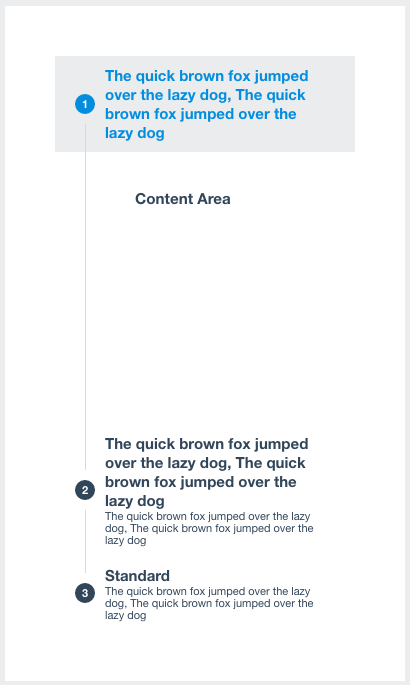 The quick brown fox jumped
over the lazy dog, The quick
1
brown fox jumped over the
lazy dog
Content Area
The quick brown fox jumped
over the lazy dog, The quick
2
brown fox jumped over the
lazy dog
The quick brown fox jumped over the lazy
dog, The quick brown fox jumped over the
lazy dog
Standard
3
The quick brown fox jumped over the lazy
dog, The quick brown fox jumped over the
lazy dog